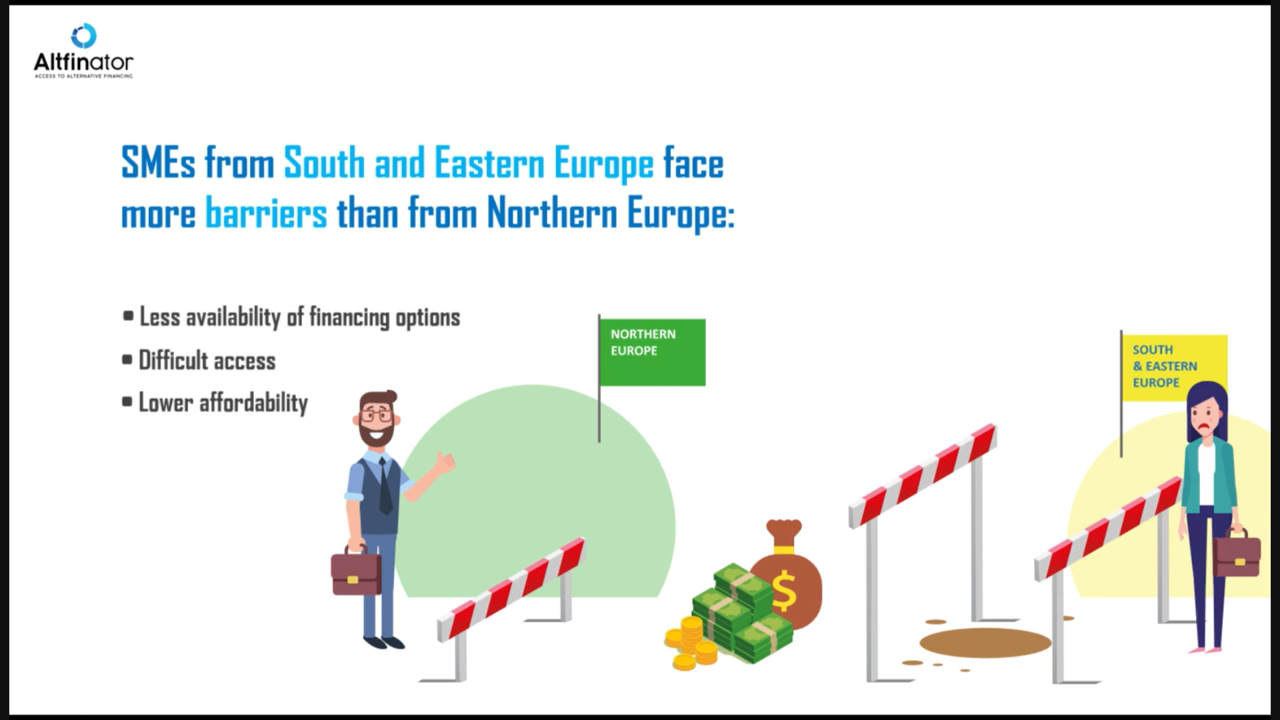 Altfinator
ACCESS TO ALTERNATIVE FINANCING
SMEs from South and Eastern Europe face
more barriers than from Northern Europe:
▪ Less availability of financing options
▪ Difficult access
▪ Lower affordability
NORTHERN
EUROPE
SOUTH
& EASTERN
EUROPE
$